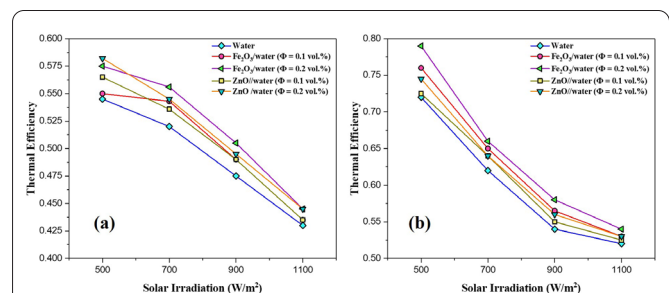 0.600
0.575
0.550
0.525
0.500
0.475
0.450
0.425
0.400
Thermal Efficiency
Water
Fe₂O₃/water (Φ = 0.1 vol.%)
Fe₂O₃/water (Φ = 0.2 vol.%)
ZnO/water (Φ = 0.1 vol.%)
ZnO/water (Φ = 0.2 vol.%)
(a)
500 700 900 1100
Solar Irradiation (W/m²)
0.80
0.75
0.70
0.65
0.60
0.55
0.50
Thermal Efficiency
Water
Fe₂O₃/water (Φ = 0.1 vol.%)
Fe₂O₃/water (Φ = 0.2 vol.%)
ZnO/water (Φ = 0.1 vol.%)
ZnO/water (Φ = 0.2 vol.%)
(b)
500 700 900 1100
Solar Irradiation (W/m²)